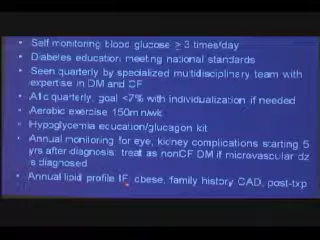 Self monitoring blood glucose ≥ 3 times/day
Diabetes education meeting national standards
Seen quarterly by specialized multidisciplinary team with
expertise in DM and CF
A1c quarterly, goal <7% with individualization if needed
Aerobic exercise 150m/wk
Hypoglycemia education/glucagon kit
Annual monitoring for eye, kidney complications starting 5
yrs after diagnosis: treat as nonCF DM if microvascular dz
is diagnosed
Annual lipid profile IF obese, family history CAD, post-txp